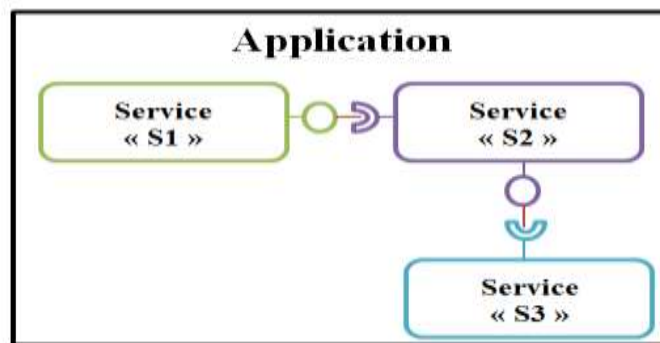 Application
Service
« S1 »
Service
« S2 »
Service
« S3 »